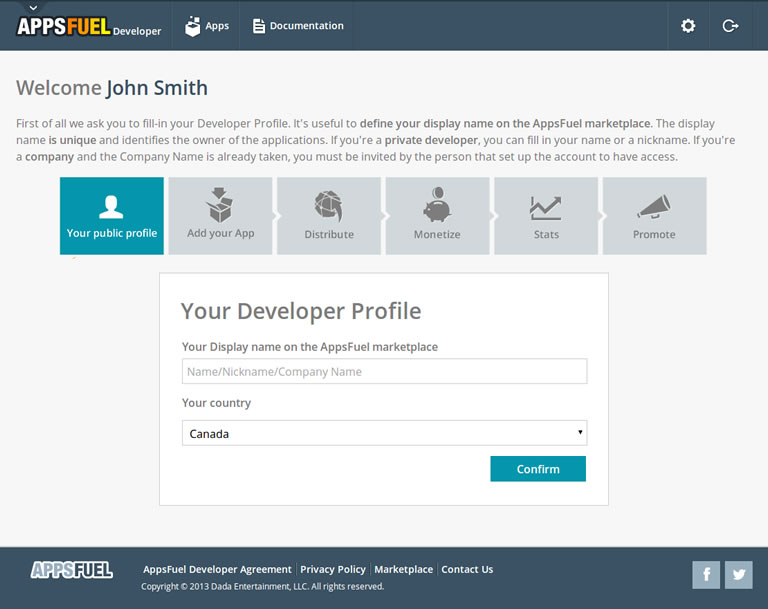 APPSFUEL Developer Apps Documentation
Welcome John Smith
First of all we ask you to fill-in your Developer Profile. It's useful to define your display name on the AppsFuel marketplace. The display
name is unique and identifies the owner of the applications. If you're a private developer, you can fill in your name or a nickname. If you're
a company and the Company Name is already taken, you must be invited by the person that set up the account to have access.
Your public profile Add your App Distribute Monetize Stats Promote
Your Developer Profile
Your Display name on the AppsFuel marketplace
Name/Nickname/Company Name
Your country
Canada
Confirm
APPSFUEL AppsFuel Developer Agreement Privacy Policy Marketplace Contact Us
Copyright © 2013 Dada Entertainment, LLC. All rights reserved.